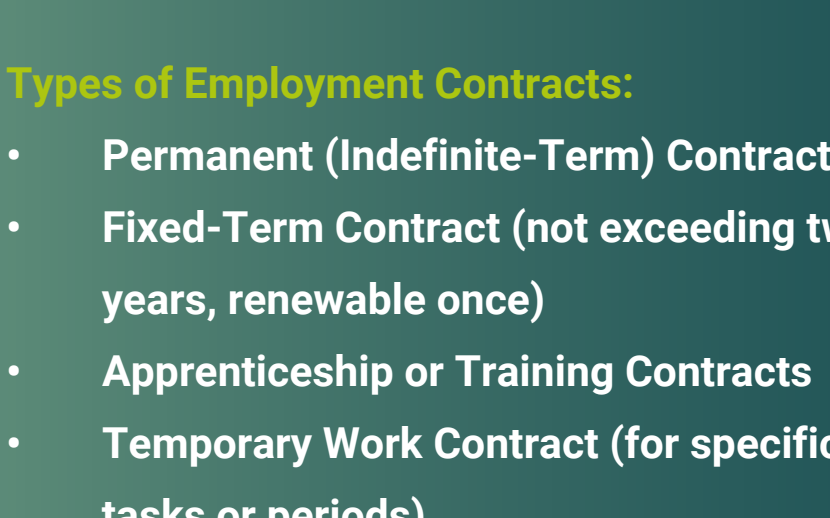 Types of Employment Contracts:
• Permanent (Indefinite-Term) Contract
• Fixed-Term Contract (not exceeding
years, renewable once)
• Apprenticeship or Training Contracts
• Temporary Work Contract (for specific
tasks or periods)